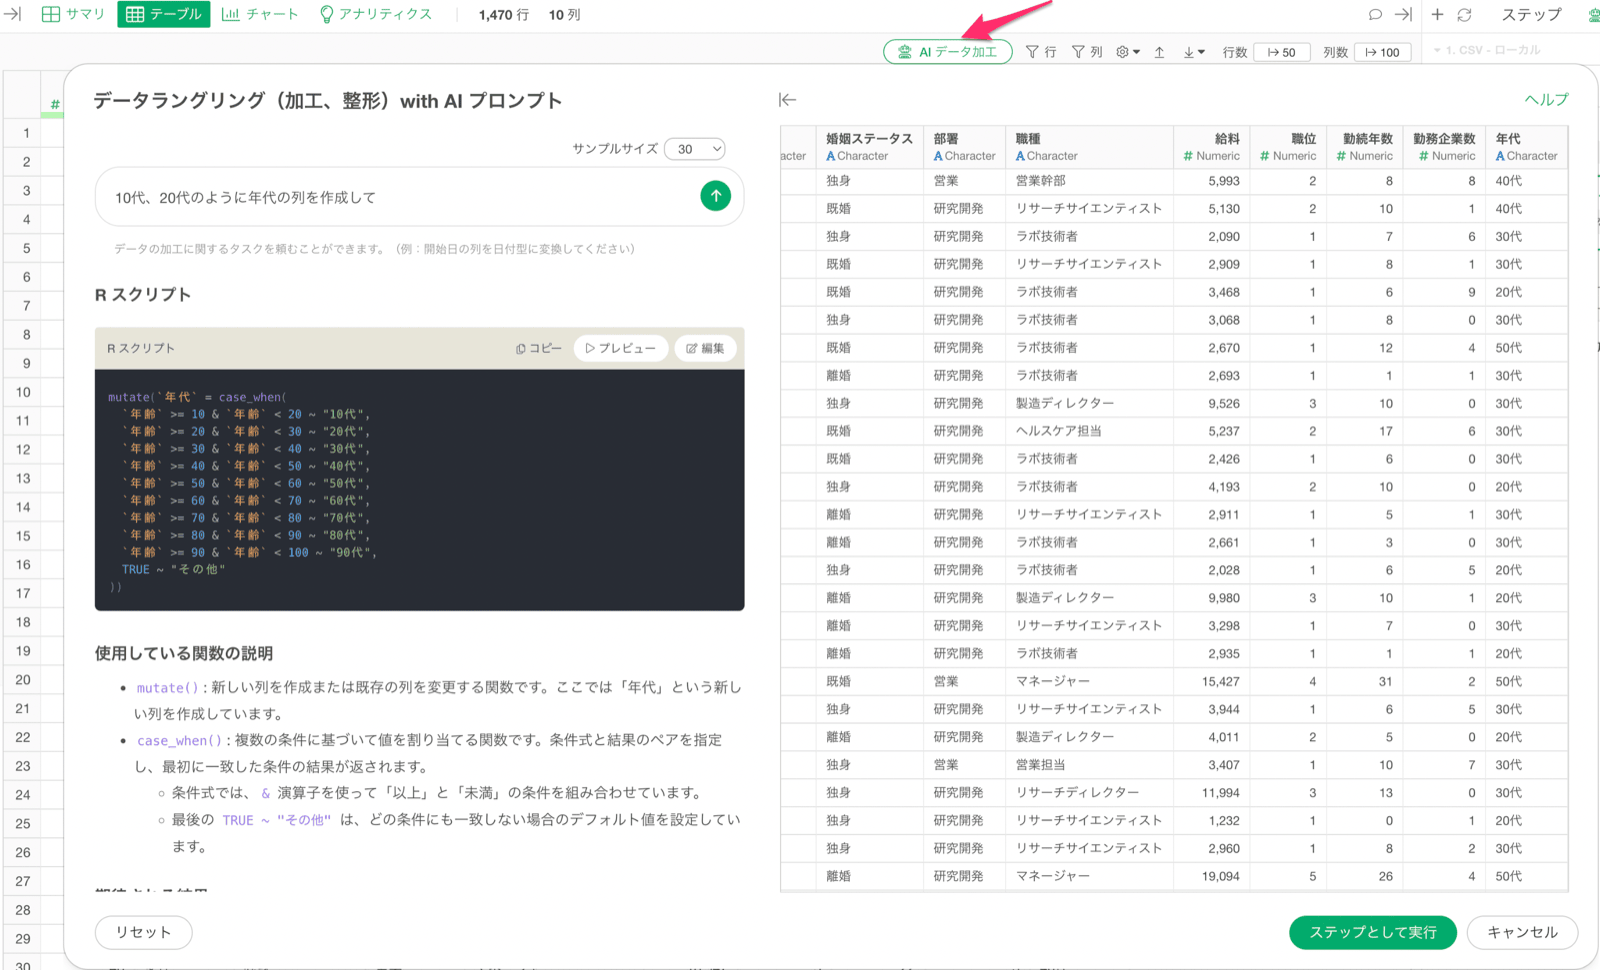 サマリ テーブル チャート アナリティクス 1,470 行 10 列 ステップ
AI データ加工 行 列 行数 50 列数 100 1. CSV - ローカル
データラングリング（加工、整形）with AI プロンプト
サンプルサイズ 30
10代、20代のように年代の列を作成して
データの加工に関するタスクを頼むことができます。（例：開始日の列を日付型に変換してください）
R スクリプト
R スクリプト コピー プレビュー 編集
mutate(`年代` = case_when(
`年齢` >= 10 & `年齢` < 20 ~ "10代",
`年齢` >= 20 & `年齢` < 30 ~ "20代",
`年齢` >= 30 & `年齢` < 40 ~ "30代",
`年齢` >= 40 & `年齢` < 50 ~ "40代",
`年齢` >= 50 & `年齢` < 60 ~ "50代",
`年齢` >= 60 & `年齢` < 70 ~ "60代",
`年齢` >= 70 & `年齢` < 80 ~ "70代",
`年齢` >= 80 & `年齢` < 90 ~ "80代",
`年齢` >= 90 & `年齢` < 100 ~ "90代",
TRUE ~ "その他"
))
使用している関数の説明
• mutate() : 新しい列を作成または既存の列を変更する関数です。ここでは「年代」という新し
い列を作成しています。
• case_when() : 複数の条件に基づいて値を割り当てる関数です。条件式と結果のペアを指定
し、最初に一致した条件の結果が返されます。
○ 条件式では、 & 演算子を使って「以上」と「未満」の条件を組み合わせています。
○ 最後の TRUE ~ "その他" は、どの条件にも一致しない場合のデフォルト値を設定してい
ます。
リセット
ヘルプ
婚姻ステータス 部署 職種 給料 職位 勤続年数 勤務企業数 年代
acter Character Character Character # Numeric # Numeric # Numeric # Numeric Character
独身 営業 営業幹部 5,993 2 8 8 40代
既婚 研究開発 リサーチサイエンティスト 5,130 2 10 1 40代
独身 研究開発 ラボ技術者 2,090 1 7 6 30代
既婚 研究開発 リサーチサイエンティスト 2,909 1 8 1 30代
既婚 研究開発 ラボ技術者 3,468 1 6 9 20代
独身 研究開発 ラボ技術者 3,068 1 8 0 30代
既婚 研究開発 ラボ技術者 2,670 1 12 4 50代
離婚 研究開発 ラボ技術者 2,693 1 1 1 30代
独身 研究開発 製造ディレクター 9,526 3 10 0 30代
既婚 研究開発 ヘルスケア担当 5,237 2 17 6 30代
既婚 研究開発 ラボ技術者 2,426 1 6 0 30代
独身 研究開発 ラボ技術者 4,193 2 10 0 20代
離婚 研究開発 リサーチサイエンティスト 2,911 1 5 1 30代
離婚 研究開発 ラボ技術者 2,661 1 3 0 30代
独身 研究開発 ラボ技術者 2,028 1 6 5 20代
離婚 研究開発 製造ディレクター 9,980 3 10 1 20代
離婚 研究開発 リサーチサイエンティスト 3,298 1 7 0 30代
離婚 研究開発 ラボ技術者 2,935 1 1 1 20代
既婚 営業 マネージャー 15,427 4 31 2 50代
独身 研究開発 リサーチサイエンティスト 3,944 1 6 5 30代
離婚 研究開発 製造ディレクター 4,011 2 5 0 20代
独身 営業 営業担当 3,407 1 10 7 30代
独身 研究開発 リサーチディレクター 11,994 3 13 0 30代
独身 研究開発 リサーチサイエンティスト 1,232 1 0 1 20代
独身 研究開発 リサーチサイエンティスト 2,960 1 8 2 30代
離婚 研究開発 マネージャー 19,094 5 26 4 50代
ステップとして実行 キャンセル
#
1
2
3
4
5
6
7
8
9
10
11
12
13
14
15
16
17
18
19
20
21
22
23
24
25
26
27
28
29
30